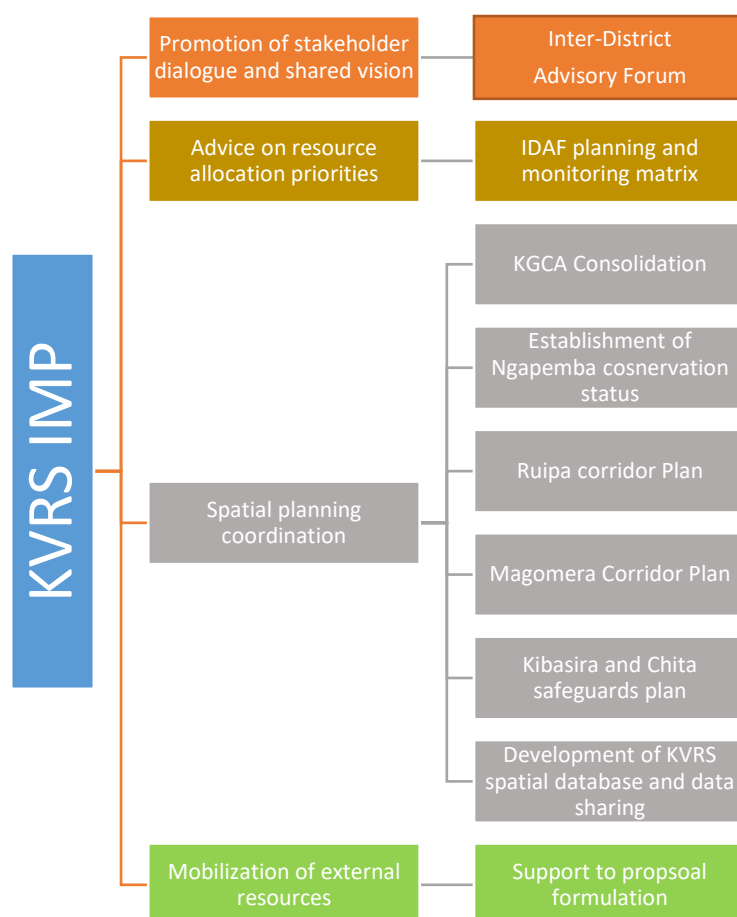 KVRS IMP
Promotion of stakeholder
dialogue and shared vision
Inter-District
Advisory Forum
Advice on resource
allocation priorities
IDAF planning and
monitoring matrix
Spatial planning
coordination
KGCA Consolidation
Establishment of
Ngapemba cosnervation
status
Ruipa corridor Plan
Magomera Corridor Plan
Kibasira and Chita
safeguards plan
Development of KVRS
spatial database and data
sharing
Mobilization of external
resources
Support to propsoal
formulation